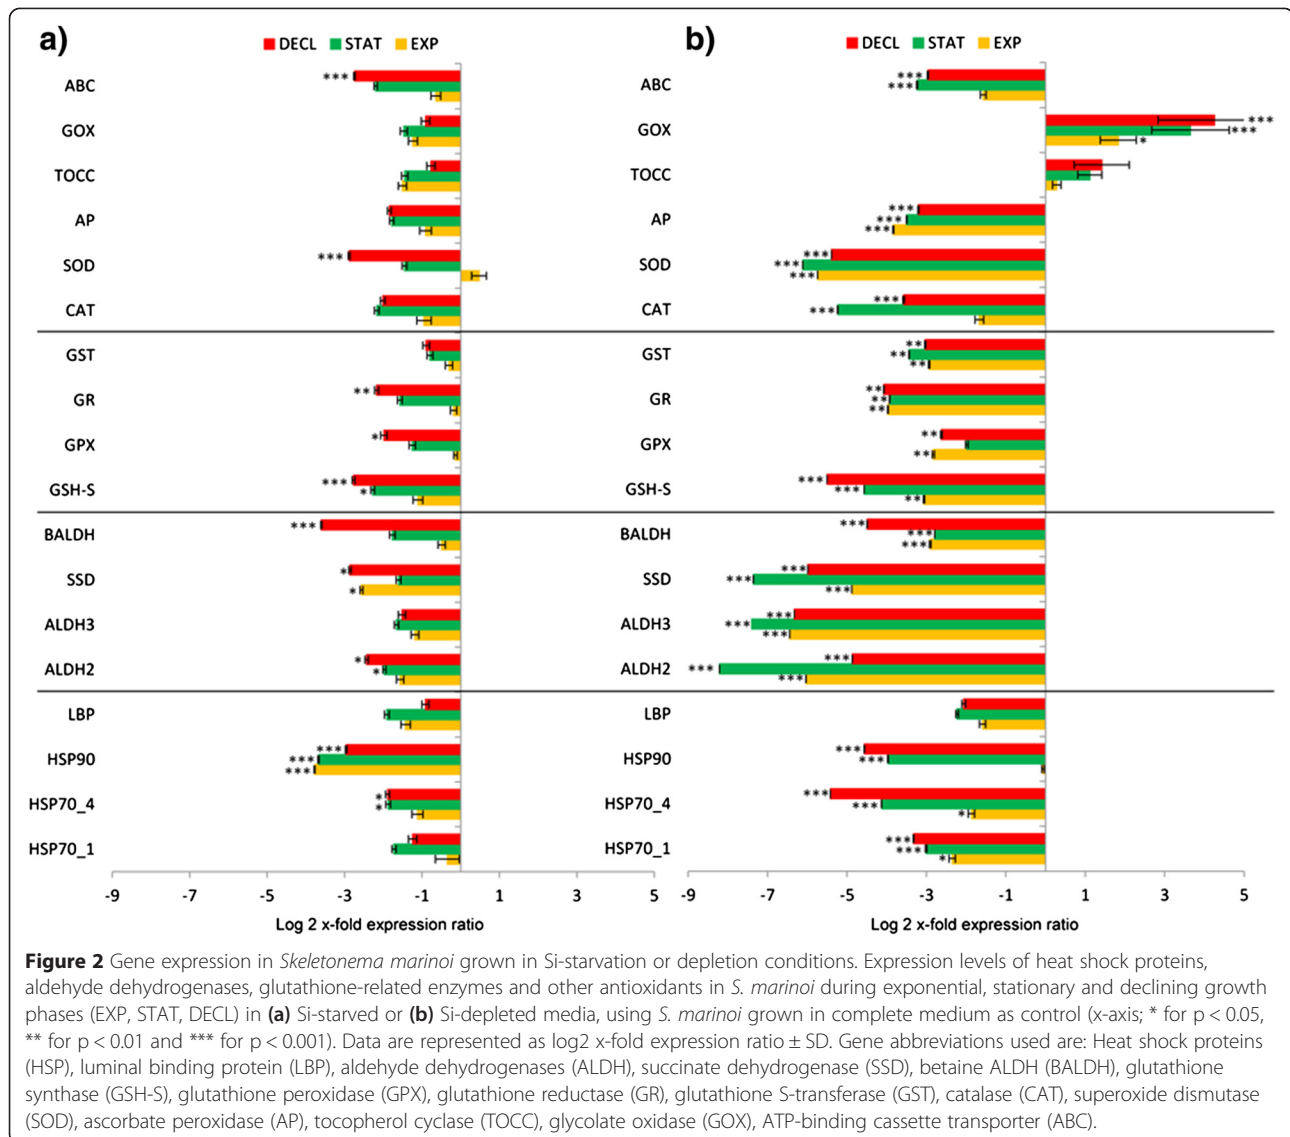 a)
DECL STAT EXP
***
ABC
GOX
TOCC
AP
***
SOD
CAT
GST
**
GR
*
GPX
***
GSH-S
*
***
BALDH
*
SSD
*
ALDH3
*
ALDH2
*
LBP
***
HSP90
***
***
*
HSP70_4
*
HSP70_1
-9 -7 -5 -3 -1 1 3 5
Log 2 x-fold expression ratio
b)
DECL STAT EXP
***
ABC
***
***
GOX
***
*
TOCC
***
AP
***
***
***
SOD
***
***
***
CAT
***
**
GST
**
**
**
GR
**
**
**
GPX
**
***
GSH-S
***
**
***
BALDH
***
***
***
SSD
***
***
***
ALDH3
***
***
***
ALDH2
***
***
LBP
***
HSP90
***
***
HSP70_4
***
*
***
HSP70_1
***
*
-9 -7 -5 -3 -1 1 3 5
Log 2 x-fold expression ratio
Figure 2 Gene expression in Skeletonema marinoi grown in Si-starvation or depletion conditions. Expression levels of heat shock proteins,
aldehyde dehydrogenases, glutathione-related enzymes and other antioxidants in S. marinoi during exponential, stationary and declining growth
phases (EXP, STAT, DECL) in (a) Si-starved or (b) Si-depleted media, using S. marinoi grown in complete medium as control (x-axis; * for p < 0.05,
** for p < 0.01 and *** for p < 0.001). Data are represented as log2 x-fold expression ratio ± SD. Gene abbreviations used are: Heat shock proteins
(HSP), luminal binding protein (LBP), aldehyde dehydrogenases (ALDH), succinate dehydrogenase (SSD), betaine ALDH (BALDH), glutathione
synthase (GSH-S), glutathione peroxidase (GPX), glutathione reductase (GR), glutathione S-transferase (GST), catalase (CAT), superoxide dismutase
(SOD), ascorbate peroxidase (AP), tocopherol cyclase (TOCC), glycolate oxidase (GOX), ATP-binding cassette transporter (ABC).